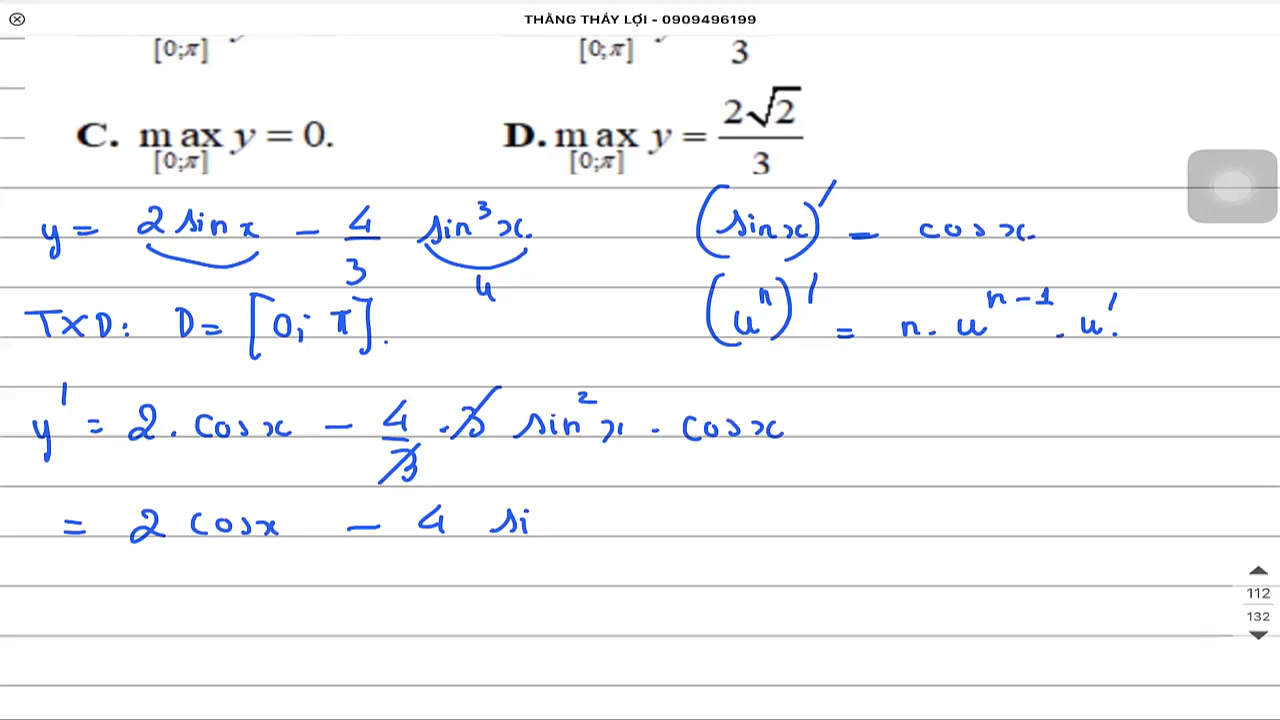 THẦNG THẦY LỢI - 0909496199
[0;π] [0;π] 3
C. max y = 0. D. max y = 2√2/3
[0;π] [0;π]
y = 2 sin x - 4/3 sin³x. (sin x)' = cos x.
4
TXD: D = [0; π]. (uⁿ)' = n. uⁿ⁻¹. u'.
y' = 2. cos x - 4/3 . 3 sin²x . cos x
= 2 cos x - 4 si
112
132